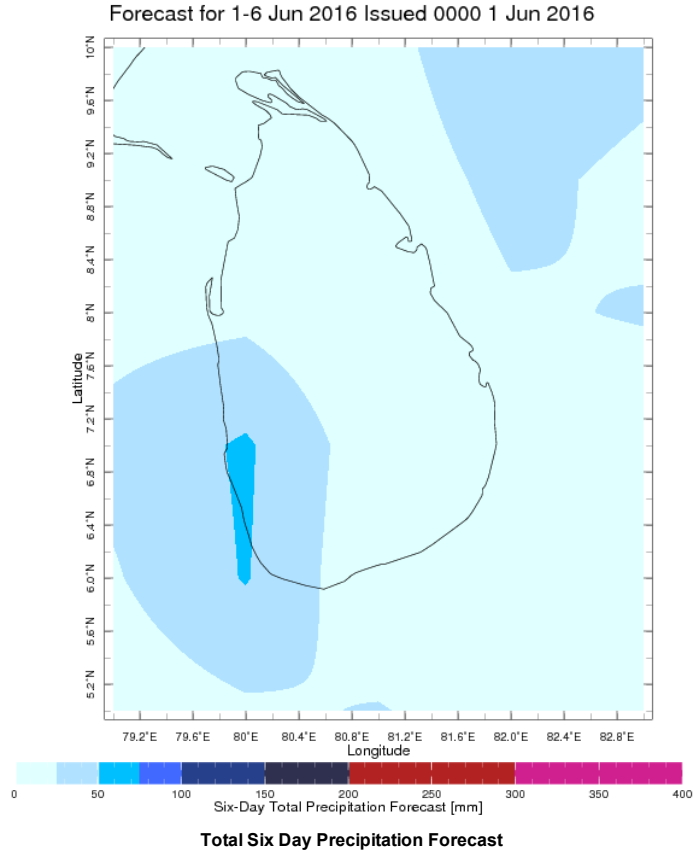 Forecast for 1-6 Jun 2016 Issued 0000 1 Jun 2016
10°N
9.6°N
9.2°N
8.8°N
8.4°N
8°N
7.6°N
7.2°N
6.8°N
6.4°N
6.0°N
5.6°N
5.2°N
Latitude
79.2°E 79.6°E 80°E 80.4°E 80.8°E 81.2°E 81.6°E 82.0°E 82.4°E 82.8°E
Longitude
0 50 100 150 200 250 300 350 400
Six-Day Total Precipitation Forecast [mm]
Total Six Day Precipitation Forecast